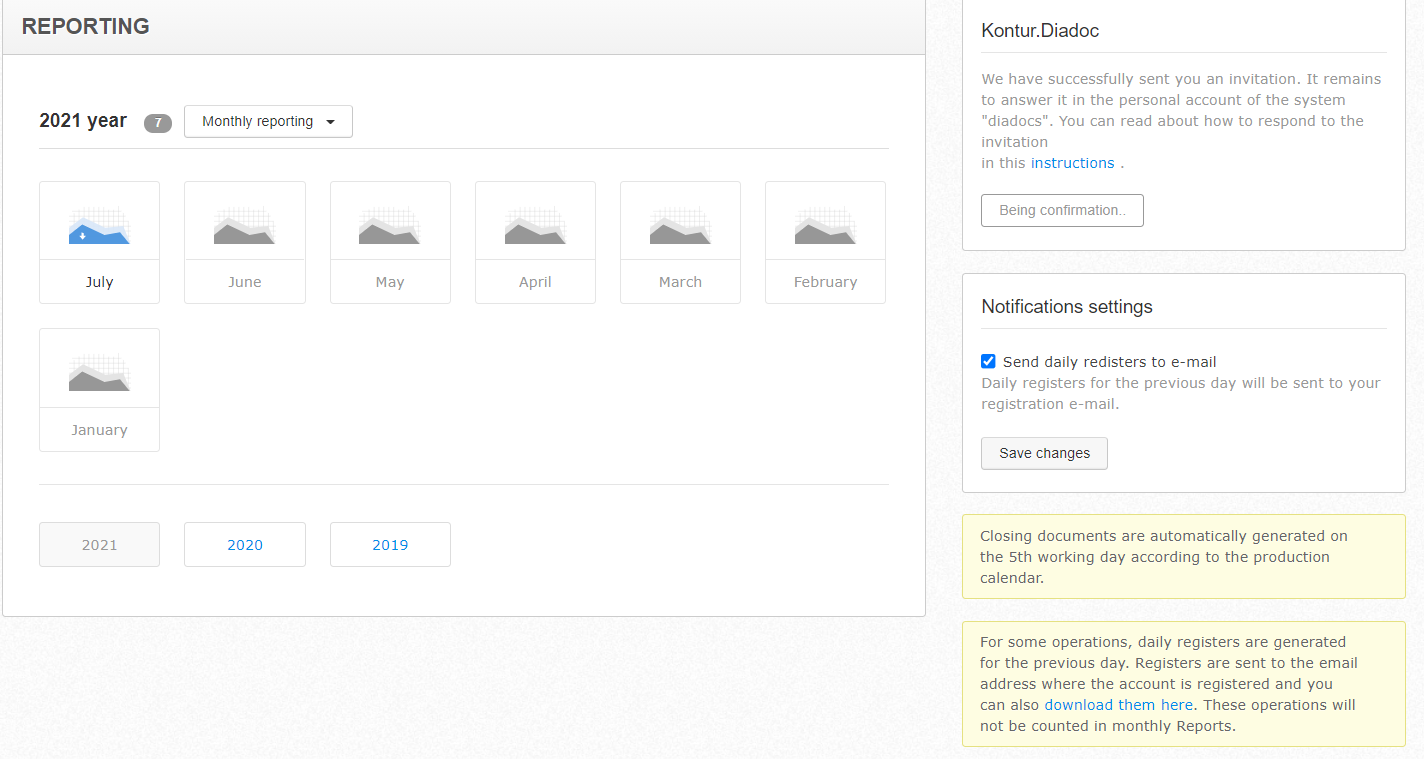 REPORTING
2021 year 7 Monthly reporting
July June May April March February
January
2021 2020 2019
Kontur.Diadoc
We have successfully sent you an invitation. It remains
to answer it in the personal account of the system
"diadocs". You can read about how to respond to the
invitation
in this instructions .
Being confirmation..
Notifications settings
Send daily redisters to e-mail
Daily registers for the previous day will be sent to your
registration e-mail.
Save changes
Closing documents are automatically generated on
the 5th working day according to the production
calendar.
For some operations, daily registers are generated
for the previous day. Registers are sent to the email
address where the account is registered and you
can also download them here. These operations will
not be counted in monthly Reports.